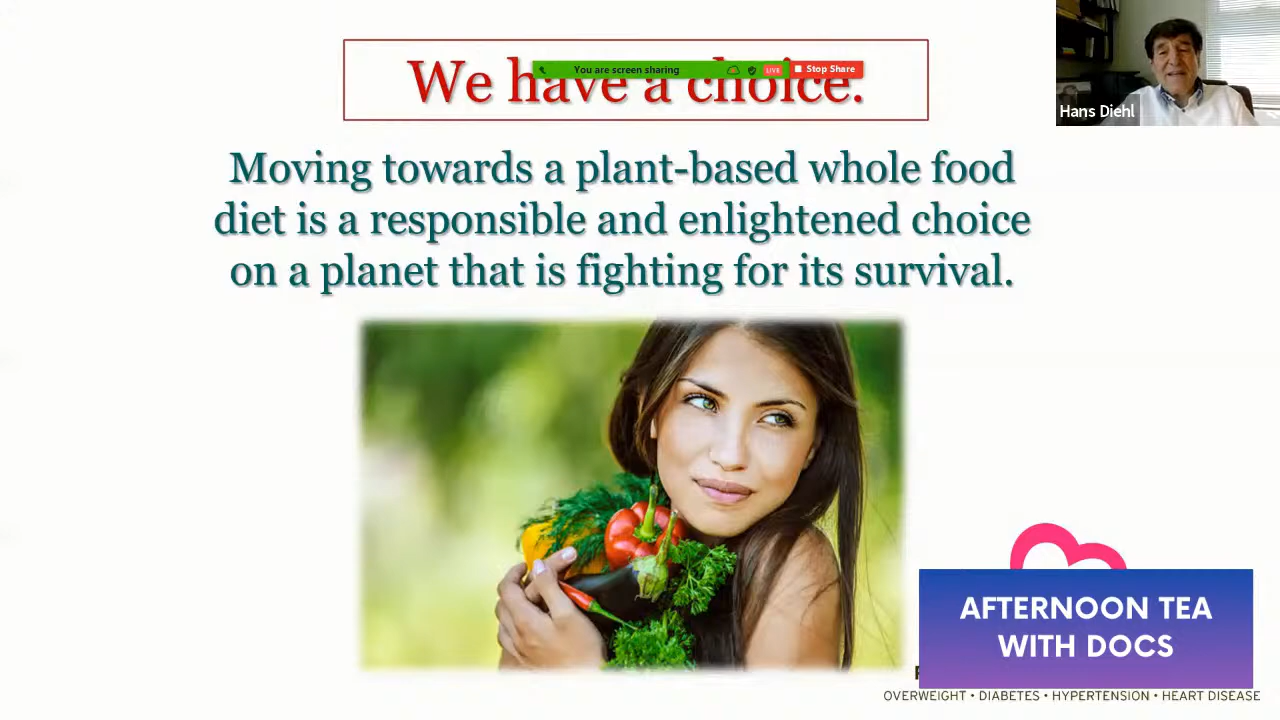 We have a choice.
You are screen sharing
LIVE
Stop Share
Hans Diehl
Moving towards a plant-based whole food
diet is a responsible and enlightened choice
on a planet that is fighting for its survival.
AFTERNOON TEA
WITH DOCS
OVERWEIGHT • DIABETES • HYPERTENSION • HEART DISEASE